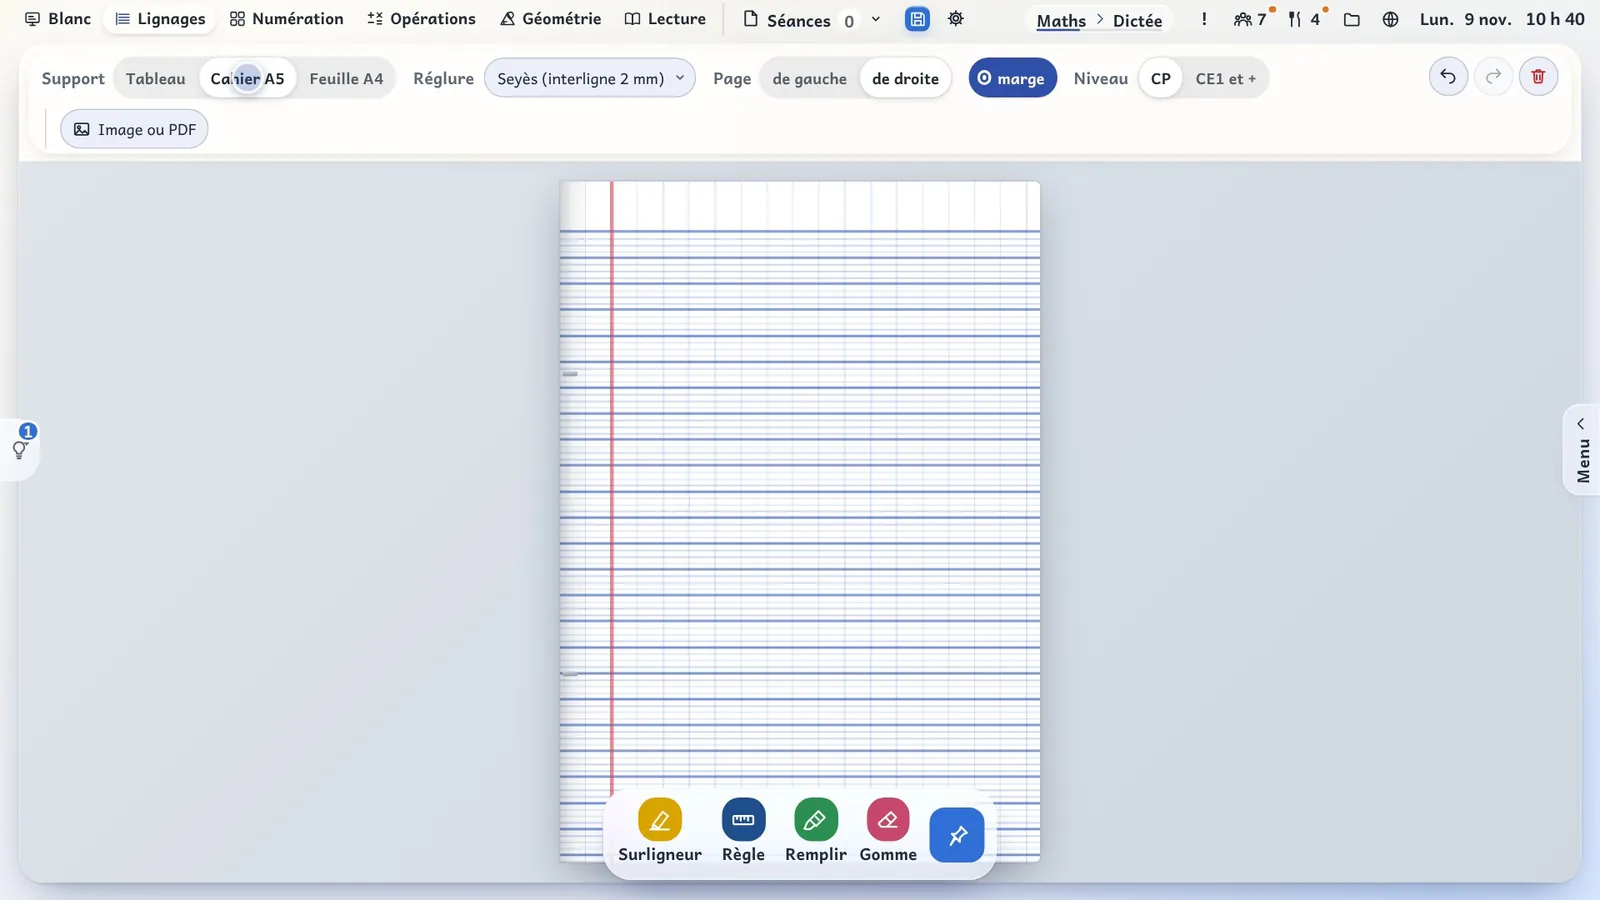 Blanc Lignages Numération Opérations Géométrie Lecture Séances 0 Maths > Dictée ! 7 4 Lun. 9 nov. 10 h 40
Support Tableau Cahier A5 Feuille A4 Réglure Seyès (interligne 2 mm) Page de gauche de droite marge Niveau CP CE1 et +
Image ou PDF
1
Menu
Surligneur Règle Remplir Gomme